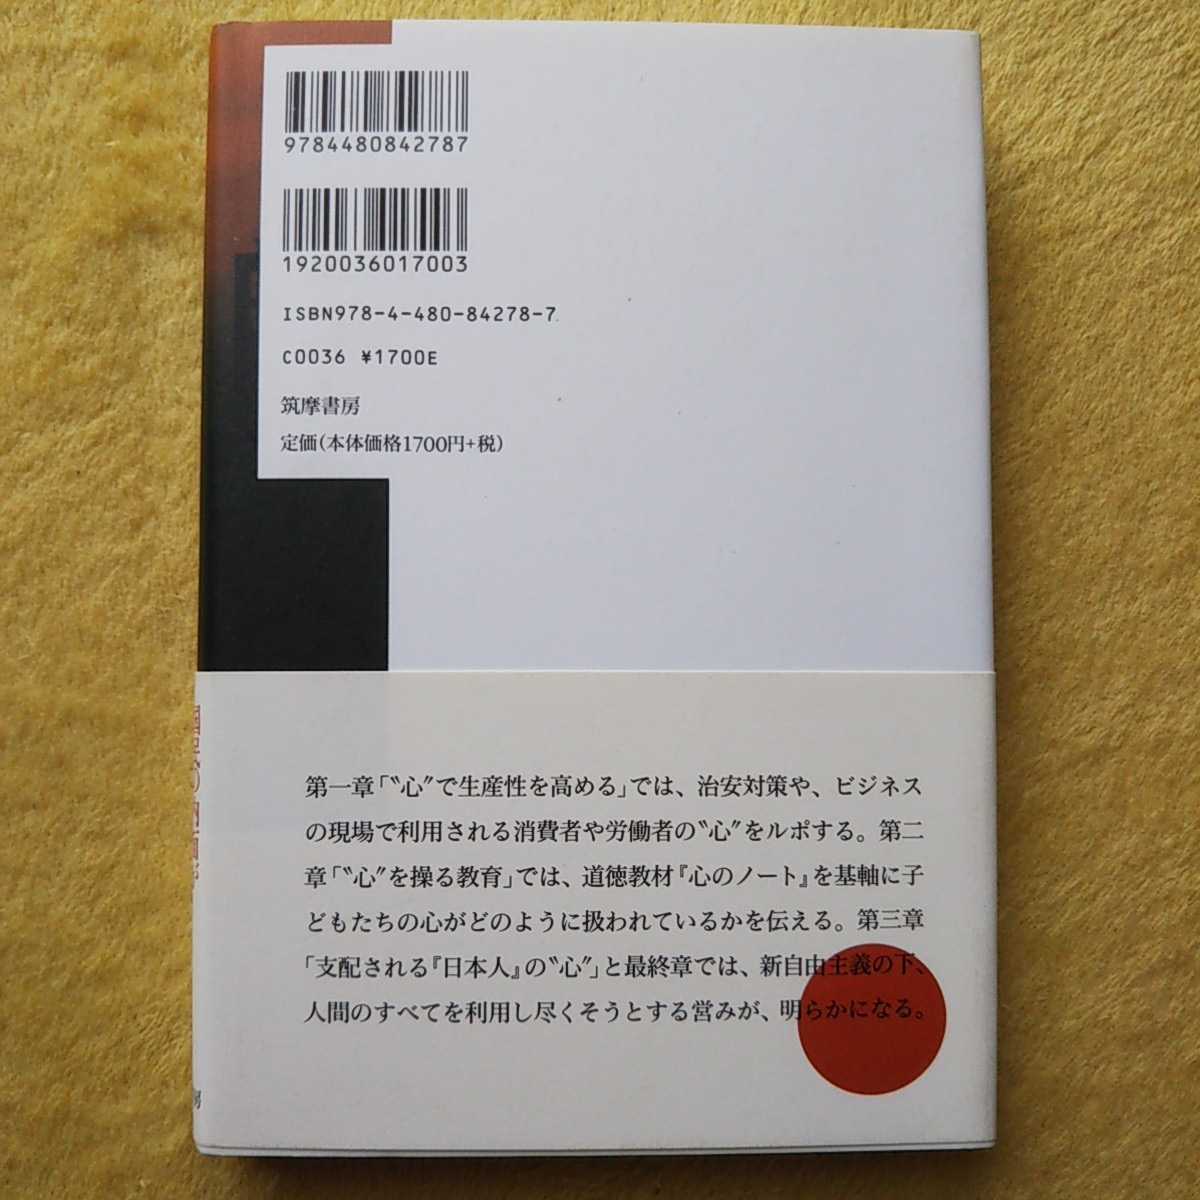 9784480842787
1920036017003
ISBN978-4-480-84278-7
C0036 ¥1700E
筑摩書房
定価(本体価格1700円+税)
第一章「〝心〟で生産性を高める」では、治安対策や、ビジネス
の現場で利用される消費者や労働者の〝心〟をルポする。第二
章「〝心〟を操る教育」では、道徳教材『心のノート』を基軸に子
どもたちの心がどのように扱われているかを伝える。第三章
「支配される『日本人』の〝心〟」と最終章では、新自由主義の下、
人間のすべてを利用し尽くそうとする営みが、明らかになる。
房